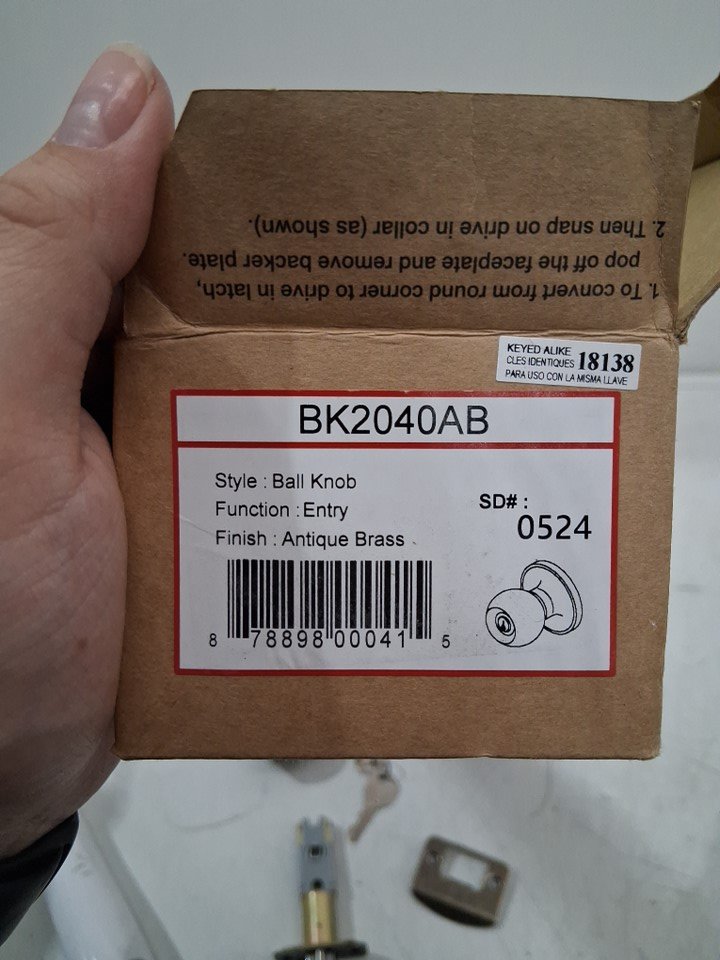 1. To convert from round corner to drive in latch,
pop off the faceplate and remove backer plate.
2. Then snap on drive in collar (as shown).
KEYED ALIKE
CLES IDENTIQUES 18138
PARA USO CON LA MISMA LLAVE
BK2040AB
Style : Ball Knob
Function : Entry
Finish : Antique Brass
SD# :
0524
8 78898 00041 5